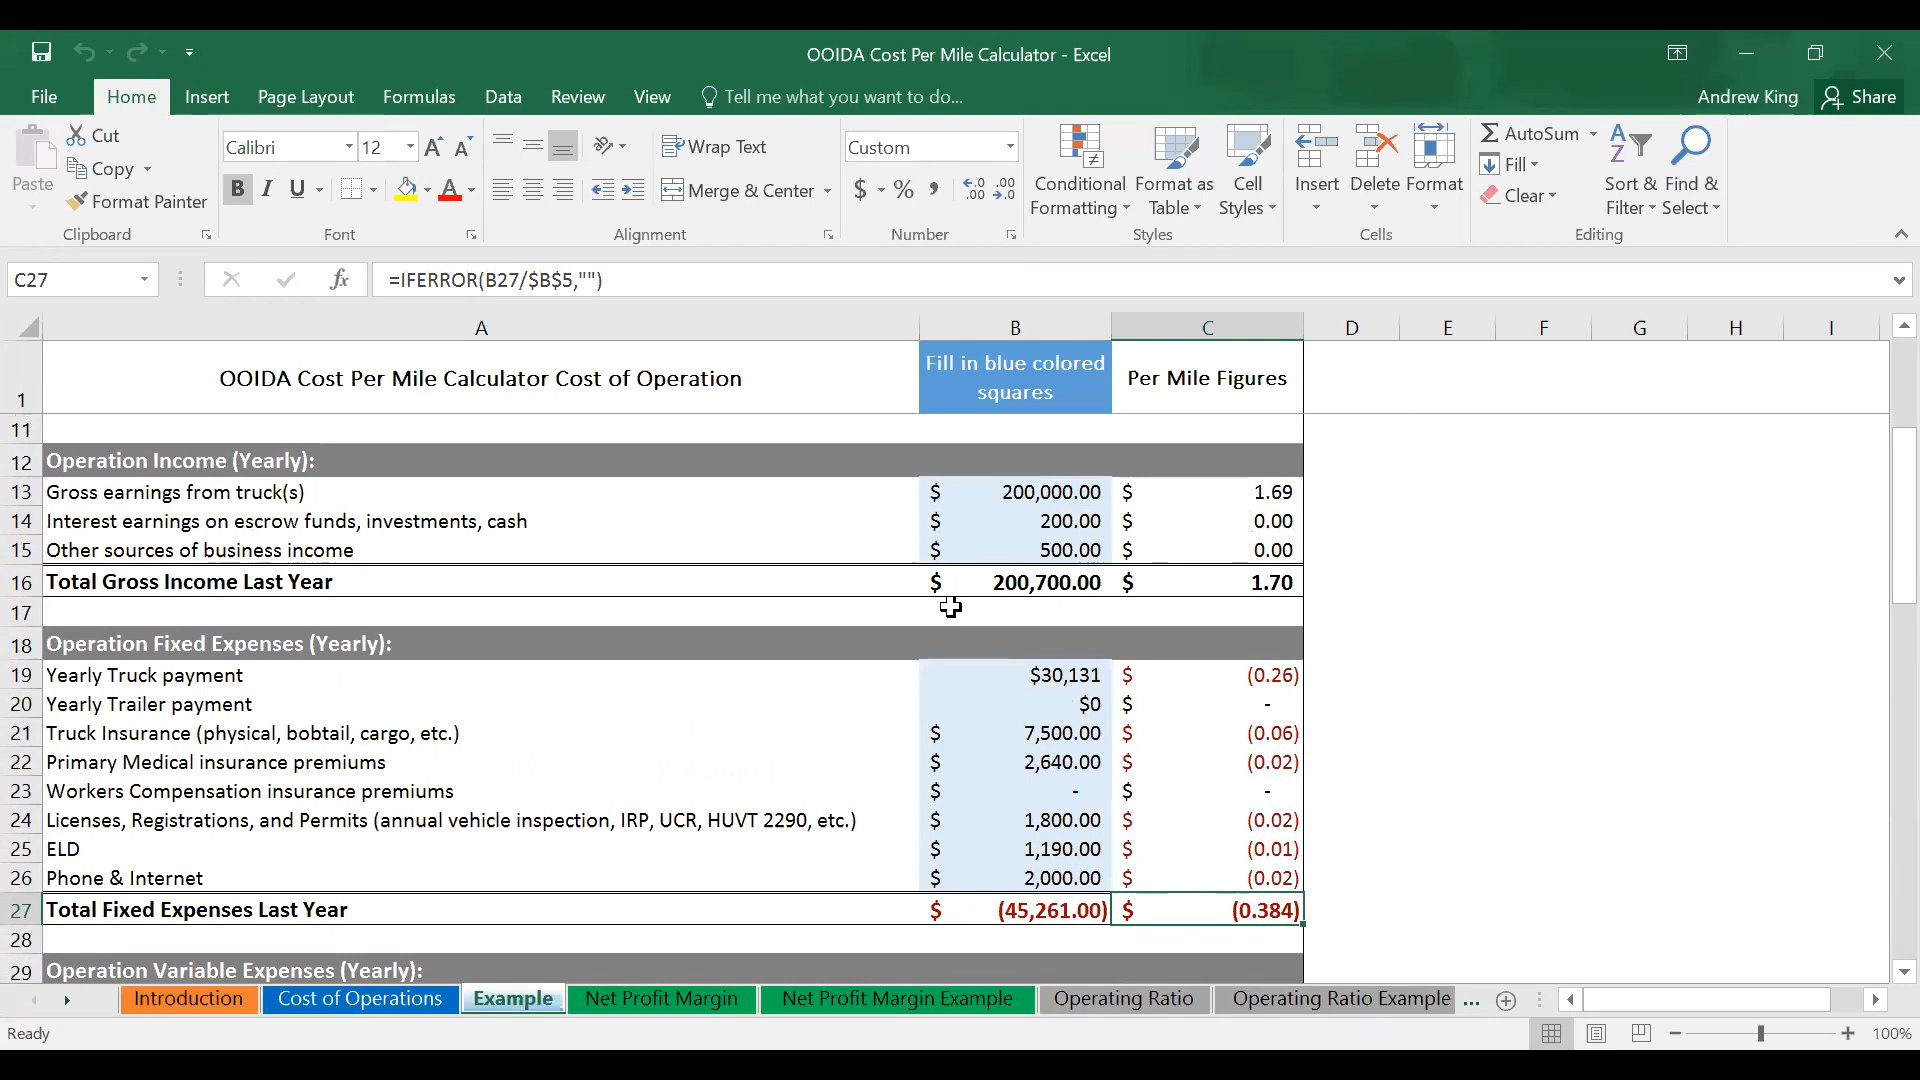 OOIDA Cost Per Mile Calculator - Excel
File Home Insert Page Layout Formulas Data Review View Tell me what you want to do... Andrew King Share
Paste Cut Copy Format Painter
Clipboard
Calibri 12 A A
B I U A
Font
Wrap Text
Merge & Center
Alignment
Custom
$ % , .0 .00 .00 .0
Number
Conditional Formatting Format as Table Cell Styles
Styles
Insert Delete Format
Cells
AutoSum Fill Clear
Sort & Filter Find & Select
Editing
C27 fx =IFERROR(B27/$B$5,"")
A B C D E F G H I
1 OOIDA Cost Per Mile Calculator Cost of Operation Fill in blue colored squares Per Mile Figures
11
12 Operation Income (Yearly):
13 Gross earnings from truck(s) $ 200,000.00 $ 1.69
14 Interest earnings on escrow funds, investments, cash $ 200.00 $ 0.00
15 Other sources of business income $ 500.00 $ 0.00
16 Total Gross Income Last Year $ 200,700.00 $ 1.70
17
18 Operation Fixed Expenses (Yearly):
19 Yearly Truck payment $30,131 $ (0.26)
20 Yearly Trailer payment $0 $ -
21 Truck Insurance (physical, bobtail, cargo, etc.) $ 7,500.00 $ (0.06)
22 Primary Medical insurance premiums $ 2,640.00 $ (0.02)
23 Workers Compensation insurance premiums $ - $ -
24 Licenses, Registrations, and Permits (annual vehicle inspection, IRP, UCR, HUVT 2290, etc.) $ 1,800.00 $ (0.02)
25 ELD $ 1,190.00 $ (0.01)
26 Phone & Internet $ 2,000.00 $ (0.02)
27 Total Fixed Expenses Last Year $ (45,261.00) $ (0.384)
28
29 Operation Variable Expenses (Yearly):
Introduction Cost of Operations Example Net Profit Margin Net Profit Margin Example Operating Ratio Operating Ratio Example ...
Ready 100%